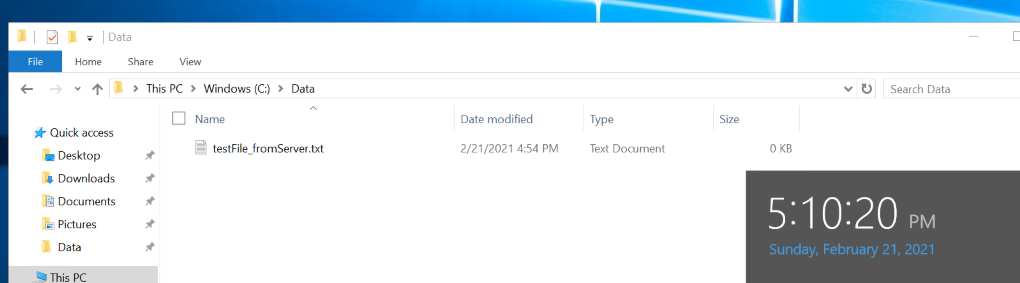 Data
File Home Share View
This PC Windows (C:) Data Search Data
Name Date modified Type Size
Quick access
testFile_fromServer.txt 2/21/2021 4:54 PM Text Document 0 KB
Desktop
Downloads
Documents
Pictures
Data
This PC
5:10:20 PM
Sunday, February 21, 2021